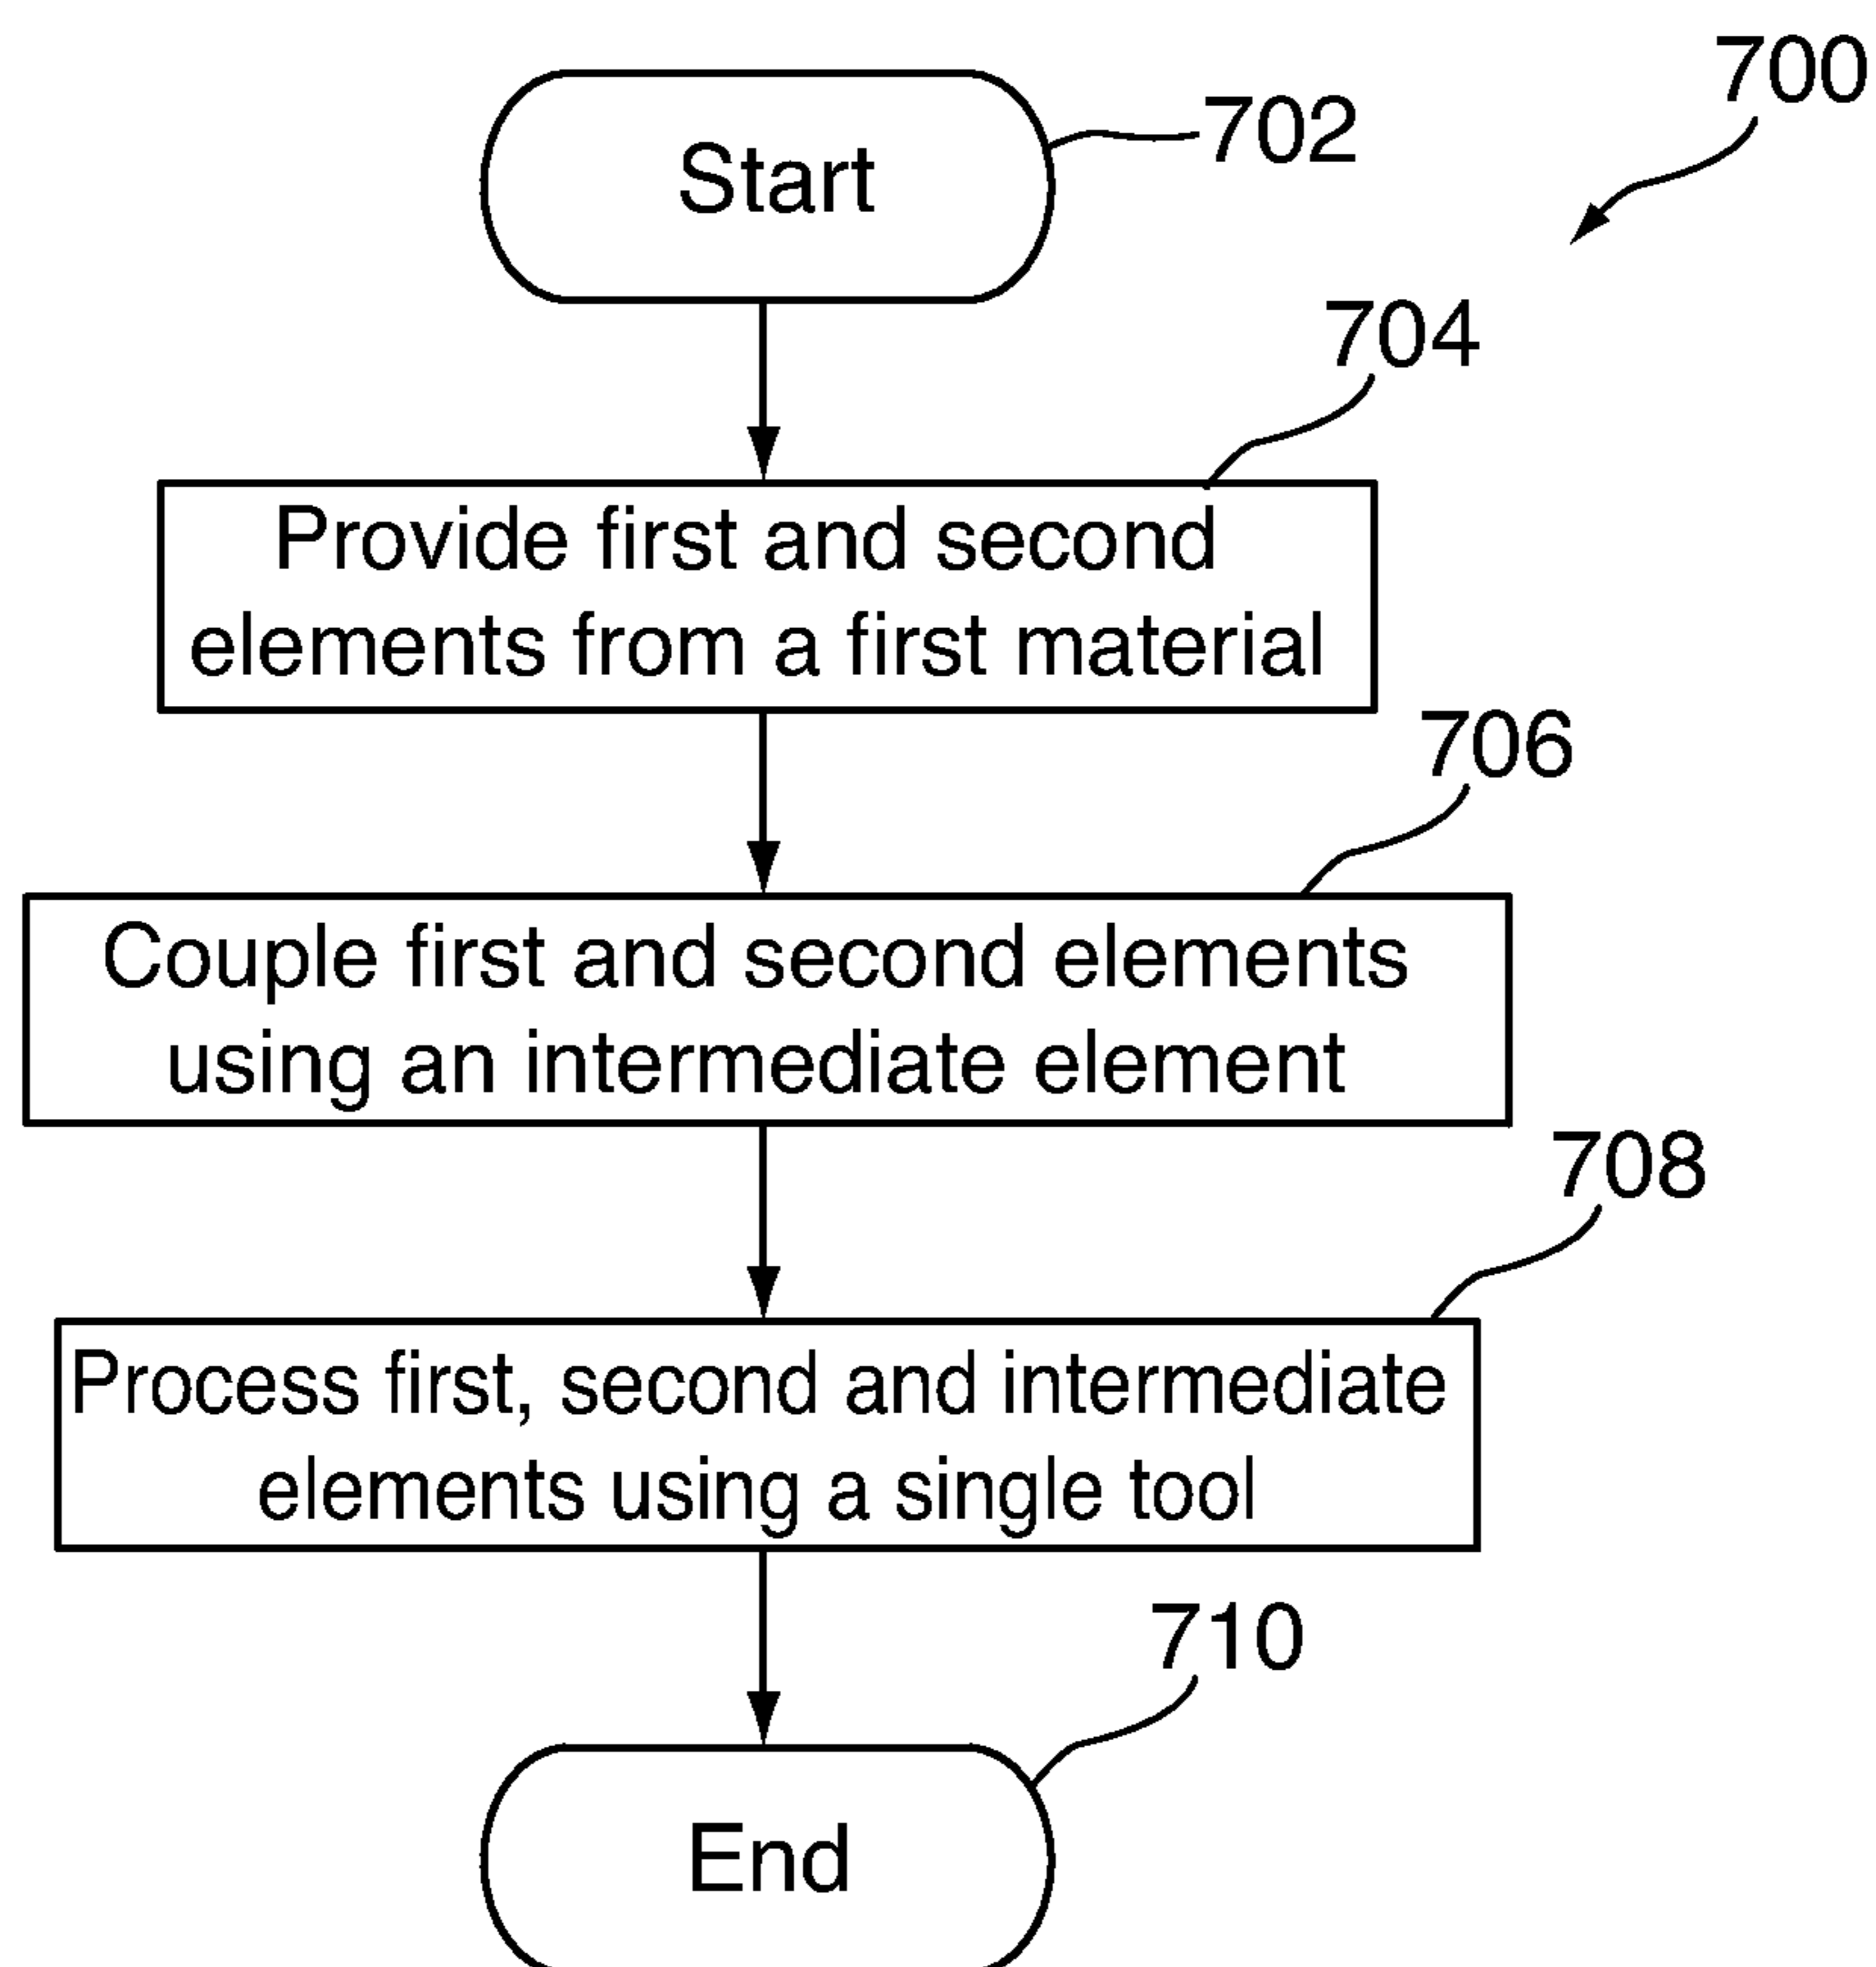 700
Start
702
704
Provide first and second
elements from a first material
706
Couple first and second elements
using an intermediate element
708
Process first, second and intermediate
elements using a single tool
710
End